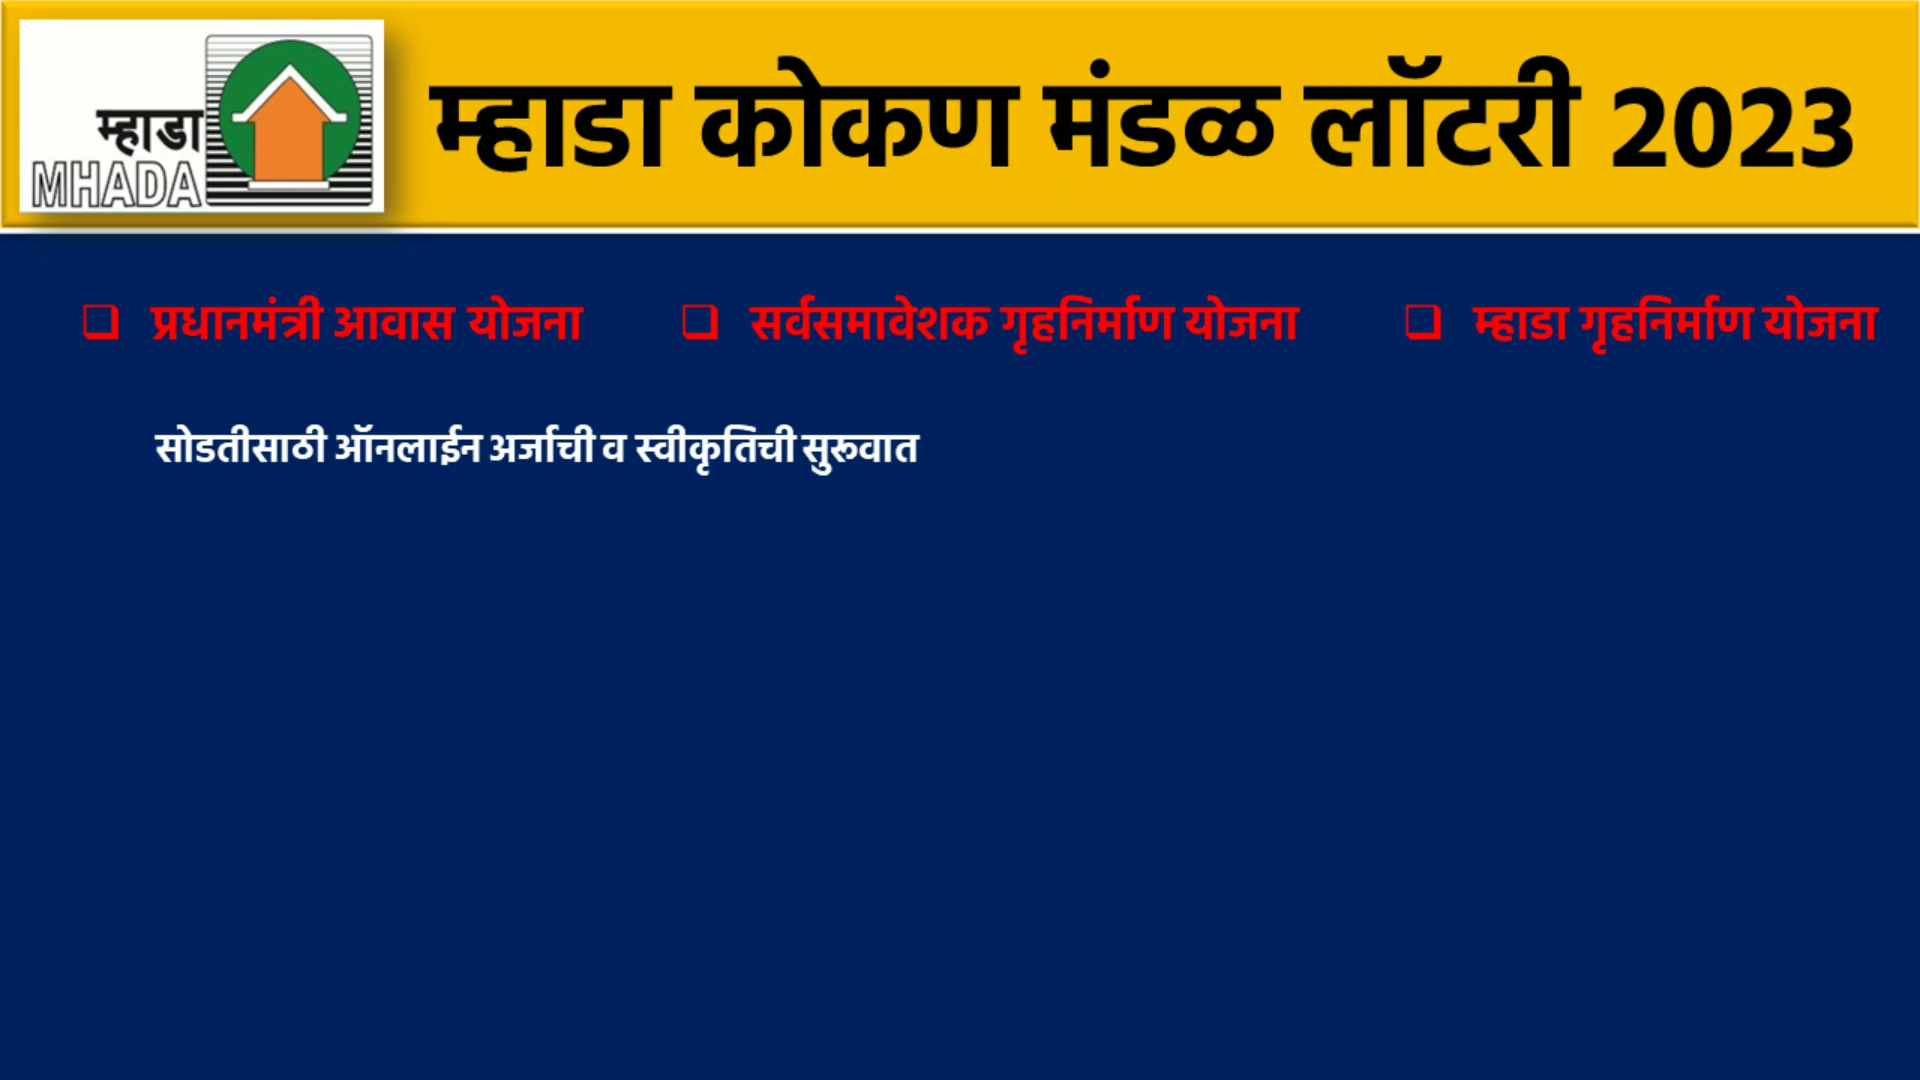 म्हाडा
MHADA
म्हाडा कोकण मंडळ लॉटरी 2023
❑ प्रधानमंत्री आवास योजना ❑ सर्वसमावेशक गृहनिर्माण योजना ❑ म्हाडा गृहनिर्माण योजना
सोडतीसाठी ऑनलाईन अर्जाची व स्वीकृतिची सुरूवात